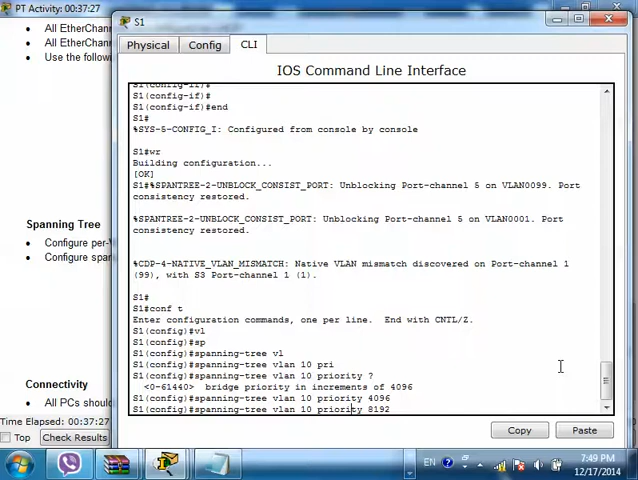 PT Activity: 00:37:27
S1
All EtherChann
All EtherChann
Use the followi
Spanning Tree
Configure per-V
Configure span
Connectivity
All PCs should
Time Elapsed: 00:37:27
Top
Check Results
Physical
Config
CLI
IOS Command Line Interface
S1(config-if)#
S1(config-if)#
S1(config-if)#end
S1#
%SYS-5-CONFIG_I: Configured from console by console
S1#wr
Building configuration...
[OK]
S1#%SPANTREE-2-UNBLOCK_CONSIST_PORT: Unblocking Port-channel 5 on VLAN0099. Port
consistency restored.
%SPANTREE-2-UNBLOCK_CONSIST_PORT: Unblocking Port-channel 5 on VLAN0001. Port
consistency restored.
%CDP-4-NATIVE_VLAN_MISMATCH: Native VLAN mismatch discovered on Port-channel 1
(99), with S3 Port-channel 1 (1).
S1#
S1#conf t
Enter configuration commands, one per line.  End with CNTL/Z.
S1(config)#vl
S1(config)#sp
S1(config)#spanning-tree vl
S1(config)#spanning-tree vlan 10 pri
S1(config)#spanning-tree vlan 10 priority ?
<0-61440>  bridge priority in increments of 4096
S1(config)#spanning-tree vlan 10 priority 4096
S1(config)#spanning-tree vlan 10 priority 8192
Copy
Paste
EN
7:49 PM
12/17/2014